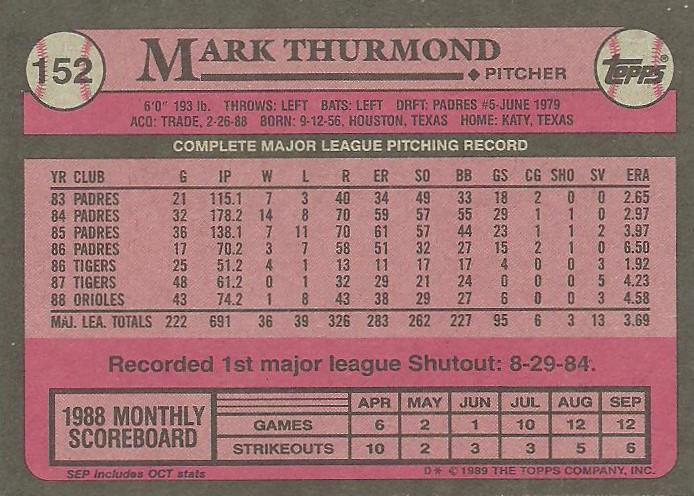 152
MARK THURMOND
PITCHER
TOPPS®
6'0" 193 lb. THROWS: LEFT BATS: LEFT DRFT: PADRES #5-JUNE 1979
ACQ: TRADE, 2-26-88 BORN: 9-12-56, HOUSTON, TEXAS HOME: KATY, TEXAS
COMPLETE MAJOR LEAGUE PITCHING RECORD
YR CLUB G IP W L R ER SO BB GS CG SHO SV ERA
83 PADRES 21 115.1 7 3 40 34 49 33 18 2 0 0 2.65
84 PADRES 32 178.2 14 8 70 59 57 55 29 1 1 0 2.97
85 PADRES 36 138.1 7 11 70 61 57 44 23 1 1 2 3.97
86 PADRES 17 70.2 3 7 58 51 32 27 15 2 1 0 6.50
86 TIGERS 25 51.2 4 1 13 11 17 17 4 0 0 3 1.92
87 TIGERS 48 61.2 0 1 32 29 21 24 0 0 0 5 4.23
88 ORIOLES 43 74.2 1 8 43 38 29 27 6 0 0 3 4.58
MAJ. LEA. TOTALS 222 691 36 39 326 283 262 227 95 6 3 13 3.69
Recorded 1st major league Shutout: 8-29-84.
1988 MONTHLY
SCOREBOARD
APR MAY JUN JUL AUG SEP
GAMES 6 2 1 10 12 12
STRIKEOUTS 10 2 3 3 5 6
SEP includes OCT stats
D* © 1989 THE TOPPS COMPANY, INC.